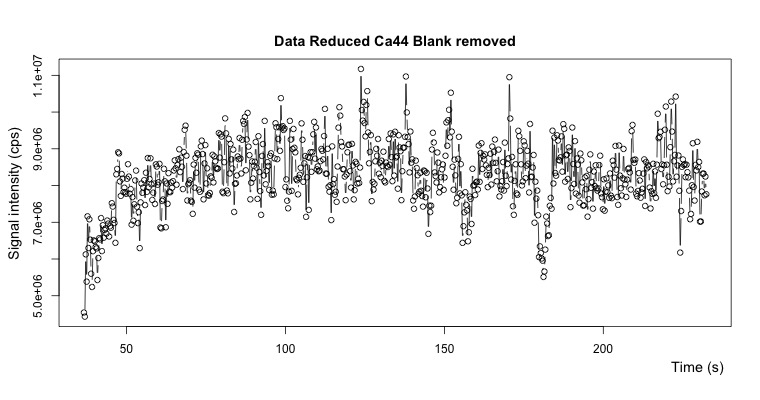 Data Reduced Ca44 Blank removed
Signal intensity (cps)
1.1e+07
9.0e+06
7.0e+06
5.0e+06
50 100 150 200
Time (s)